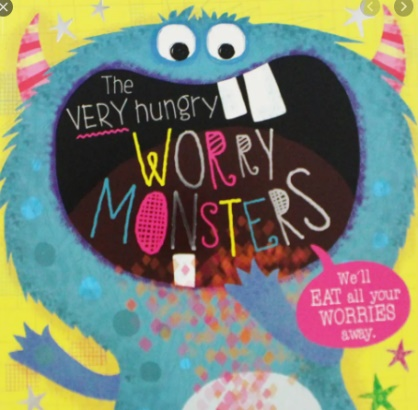 The
VERY hungry
WORRY
MONSTERS
We'll
EAT all your
WORRIES
away.